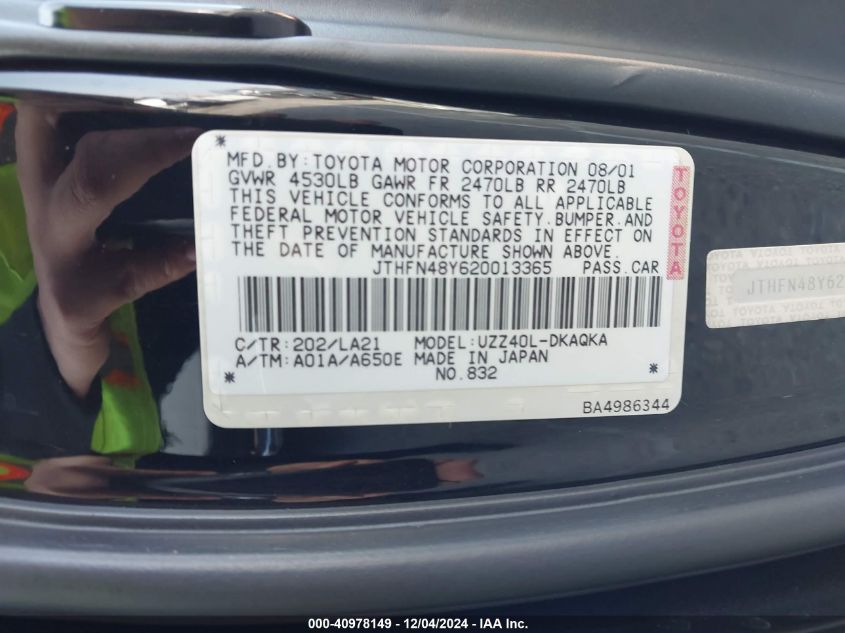 MFD.BY:TOYOTA MOTOR CORPORATION 08/01
GVWR 4530LB GAWR FR 2470LB RR 2470LB
THIS VEHICLE CONFORMS TO ALL APPLICABLE
FEDERAL MOTOR VEHICLE SAFETY.BUMPER.AND
THEFT PREVENTION STANDARDS IN EFFECT ON
THE DATE OF MANUFACTURE SHOWN ABOVE.
JTHFN48Y620013365 PASS.CAR
C/TR:202/LA21 MODEL:UZZ40L-DKAQKA
A/TM:A01A/A650E MADE IN JAPAN
NO.832
BA4986344
TOYOTA
JTHFN48Y62
000-40978149 - 12/04/2024 - IAA Inc.